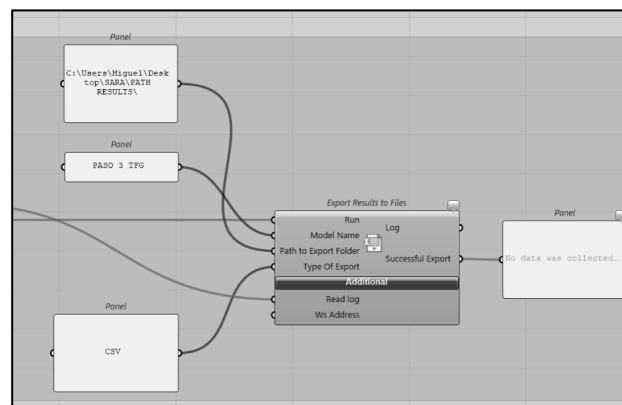 Panel
C:\Users\Miguel\Desk
top\SARA\PATH
RESULTS\
Panel
PASO 3 TFG
Export Results to Files
Run
Log
Model Name
Path to Export Folder
Successful Export
Type Of Export
Additional
Read log
Ws Address
Panel
No data was collected…
Panel
CSV